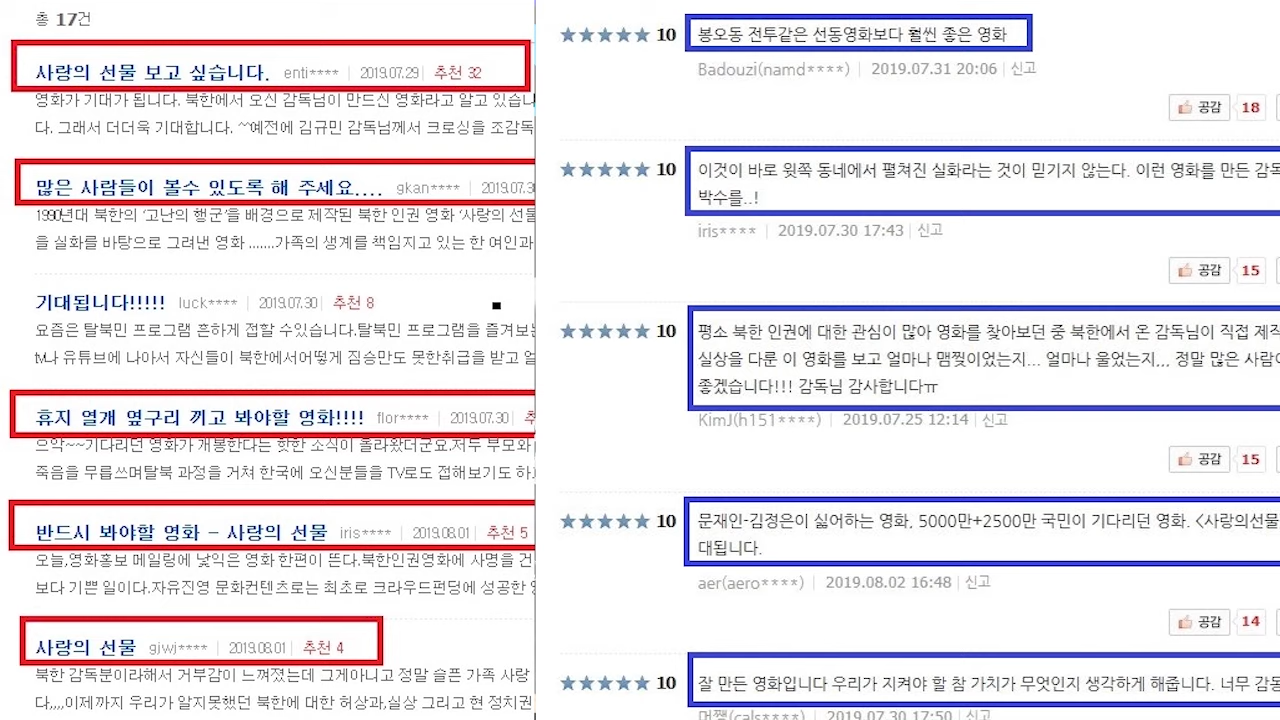 총 17건
사랑의 선물 보고 싶습니다. enti**** 2019.07.29 추천 32
영화가 기대가 됩니다. 북한에서 오신 감독님이 만드신 영화라고 알고 있습니
다. 그래서 더더욱 기대합니다. ^^예전에 김규민 감독님께서 크로싱을 조감독
많은 사람들이 볼수 있도록 해 주세요.... gkan**** 2019.07.30
1990년대 북한의 '고난의 행군'을 배경으로 제작된 북한 인권 영화 '사랑의 선물
을 실화를 바탕으로 그려낸 영화 .......가족의 생계를 책임지고 있는 한 여인과
기대됩니다!!!!! luck**** 2019.07.30 추천 8
요즘은 탈북민 프로그램 흔하게 접할 수있습니다.탈북민 프로그램을 즐겨보는
tv나 유튜브에 나아서 자신들이 북한에서어떻게 짐승만도 못한취급을 받고
휴지 열개 옆구리 끼고 봐야할 영화!!!! flor**** 2019.07.30
으악~~기다리던 영화가 개봉한다는 핫한 소식이 올라왔더군요.저두 부모와
죽음을 무릅쓰며탈북 과정을 거쳐 한국에 오신분들을 TV로도 접해보기도 하.
반드시 봐야할 영화 - 사랑의 선물 iris**** 2019.08.01 추천 5
오늘,영화홍보 메일링에 낯익은 영화 한편이 뜬다.북한인권영화에 사명을 건
보다 기쁜 일이다.자유진영 문화컨텐츠로는 최초로 크라우드펀딩에 성공한
사랑의 선물 gjwj**** 2019.08.01 추천 4
북한 감독분이라해서 거부감이 느껴졌는데 그게아니고 정말 슬픈 가족 사랑
다,,,,이제까지 우리가 알지못했던 북한에 대한 허상과,실상 그리고 현 정치권
★★★★★ 10 봉오동 전투같은 선동영화보다 훨씬 좋은 영화
Badouzi(namd****) 2019.07.31 20:06 신고
공감 18
★★★★★ 10 이것이 바로 윗쪽 동네에서 펼쳐진 실화라는 것이 믿기지 않는다. 이런 영화를 만든 감독
박수를..!
iris**** 2019.07.30 17:43 신고
공감 15
★★★★★ 10 평소 북한 인권에 대한 관심이 많아 영화를 찾아보던 중 북한에서 온 감독님이 직접 제작
실상을 다룬 이 영화를 보고 얼마나 맴찢이었는지... 얼마나 울었는지,,, 정말 많은 사람이
좋겠습니다!!! 감독님 감사합니다ㅠ
KimJ(h151****) 2019.07.25 12:14 신고
공감 15
★★★★★ 10 문재인-김정은이 싫어하는 영화, 5000만+2500만 국민이 기다리던 영화. <사랑의선물
대됩니다.
aer(aero****) 2019.08.02 16:48 신고
공감 14
★★★★★ 10 잘 만든 영화입니다 우리가 지켜야 할 참 가치가 무엇인지 생각하게 해줍니다. 너무 감동
2019.07.30 17:50 신고